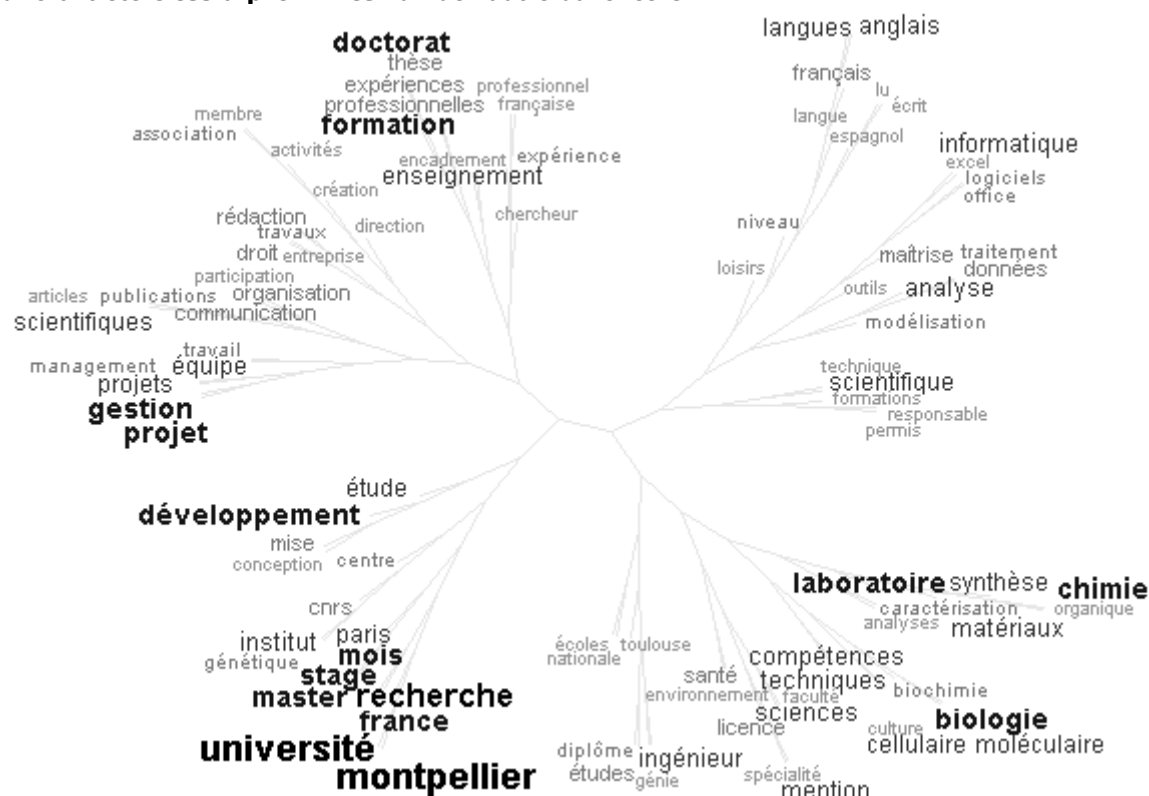 langues anglais
doctorat
thèse
français
expériences professionnel
lu
professionnelles française
écrit
membre
langue
formation
association
espagnol
informatique
activités
encadrement expérience
excel
enseignement
logiciels
création
office
rédaction
chercheur
travaux
direction
niveau
droit entreprise
maîtrise traitement
participation
loisirs
données
articles publications organisation
outils analyse
communication
scientifiques
modélisation
travail
management équipe
technique
projets
scientifique
formations
gestion
responsable
projet
permis
étude
développement
mise
conception centre
laboratoire synthèse chimie
cnrs
caractérisation organique
analyses matériaux
institut paris
écoles toulouse
génétique mois
nationale
compétences
stage
santé techniques
master recherche
environnement faculté
biochimie
france
sciences
licence
culture biologie
université
cellulaire moléculaire
diplôme ingénieur
montpellier
études génie
spécialité
mention